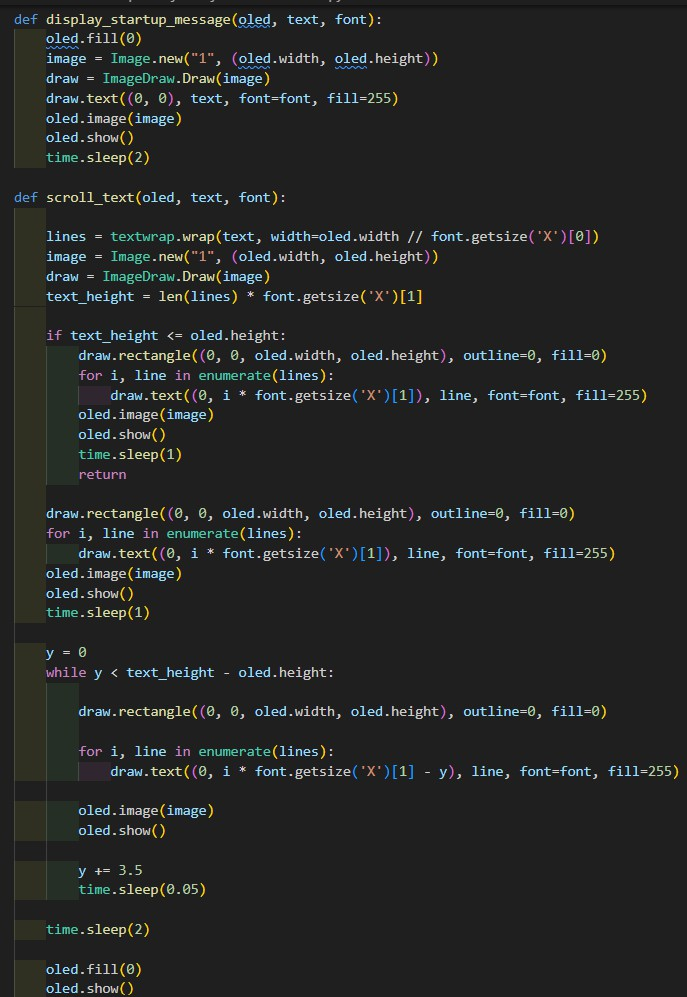 def display_startup_message(oled, text, font):
    oled.fill(0)
    image = Image.new("1", (oled.width, oled.height))
    draw = ImageDraw.Draw(image)
    draw.text((0, 0), text, font=font, fill=255)
    oled.image(image)
    oled.show()
    time.sleep(2)

def scroll_text(oled, text, font):

    lines = textwrap.wrap(text, width=oled.width // font.getsize('X')[0])
    image = Image.new("1", (oled.width, oled.height))
    draw = ImageDraw.Draw(image)
    text_height = len(lines) * font.getsize('X')[1]

    if text_height <= oled.height:
        draw.rectangle((0, 0, oled.width, oled.height), outline=0, fill=0)
        for i, line in enumerate(lines):
            draw.text((0, i * font.getsize('X')[1]), line, font=font, fill=255)
        oled.image(image)
        oled.show()
        time.sleep(1)
        return

    draw.rectangle((0, 0, oled.width, oled.height), outline=0, fill=0)
    for i, line in enumerate(lines):
        draw.text((0, i * font.getsize('X')[1]), line, font=font, fill=255)
    oled.image(image)
    oled.show()
    time.sleep(1)

    y = 0
    while y < text_height - oled.height:

        draw.rectangle((0, 0, oled.width, oled.height), outline=0, fill=0)

        for i, line in enumerate(lines):
            draw.text((0, i * font.getsize('X')[1] - y), line, font=font, fill=255)

        oled.image(image)
        oled.show()

        y += 3.5
        time.sleep(0.05)

    time.sleep(2)

    oled.fill(0)
    oled.show()